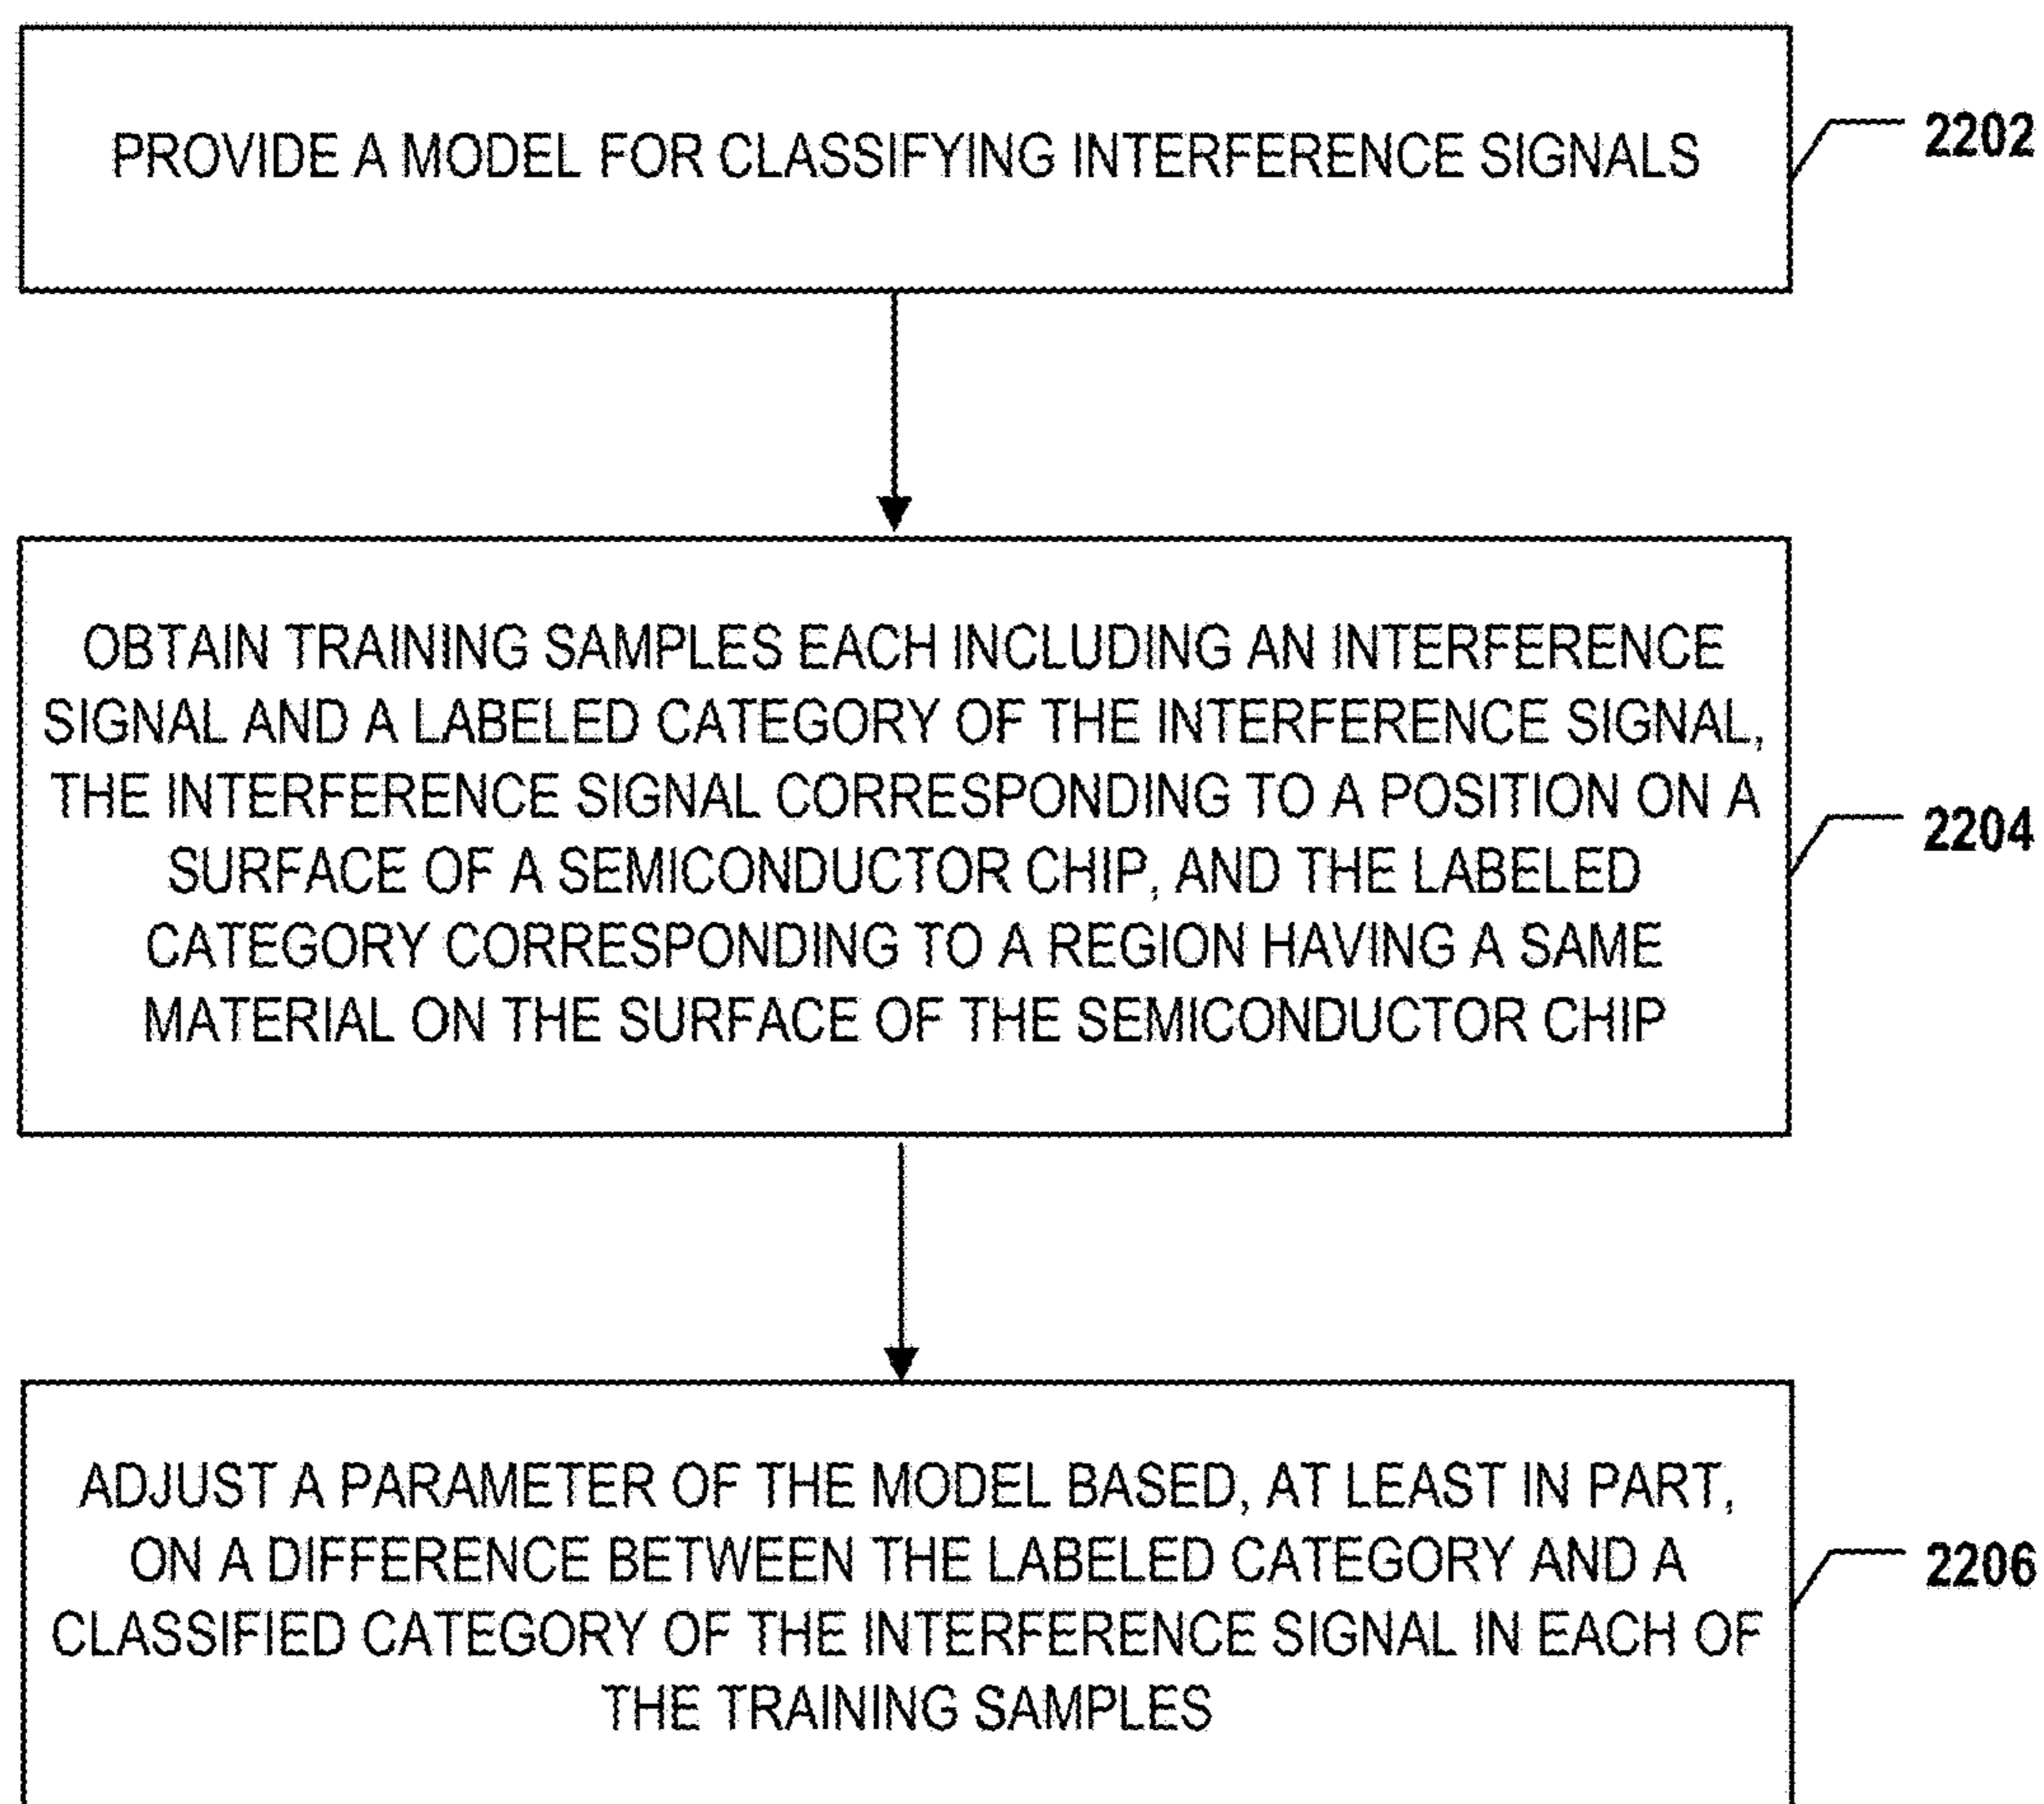 PROVIDE A MODEL FOR CLASSIFYING INTERFERENCE SIGNALS
2202
OBTAIN TRAINING SAMPLES EACH INCLUDING AN INTERFERENCE
SIGNAL AND A LABELED CATEGORY OF THE INTERFERENCE SIGNAL,
THE INTERFERENCE SIGNAL CORRESPONDING TO A POSITION ON A
SURFACE OF A SEMICONDUCTOR CHIP, AND THE LABELED
CATEGORY CORRESPONDING TO A REGION HAVING A SAME
MATERIAL ON THE SURFACE OF THE SEMICONDUCTOR CHIP
2204
ADJUST A PARAMETER OF THE MODEL BASED, AT LEAST IN PART,
ON A DIFFERENCE BETWEEN THE LABELED CATEGORY AND A
CLASSIFIED CATEGORY OF THE INTERFERENCE SIGNAL IN EACH OF
THE TRAINING SAMPLES
2206